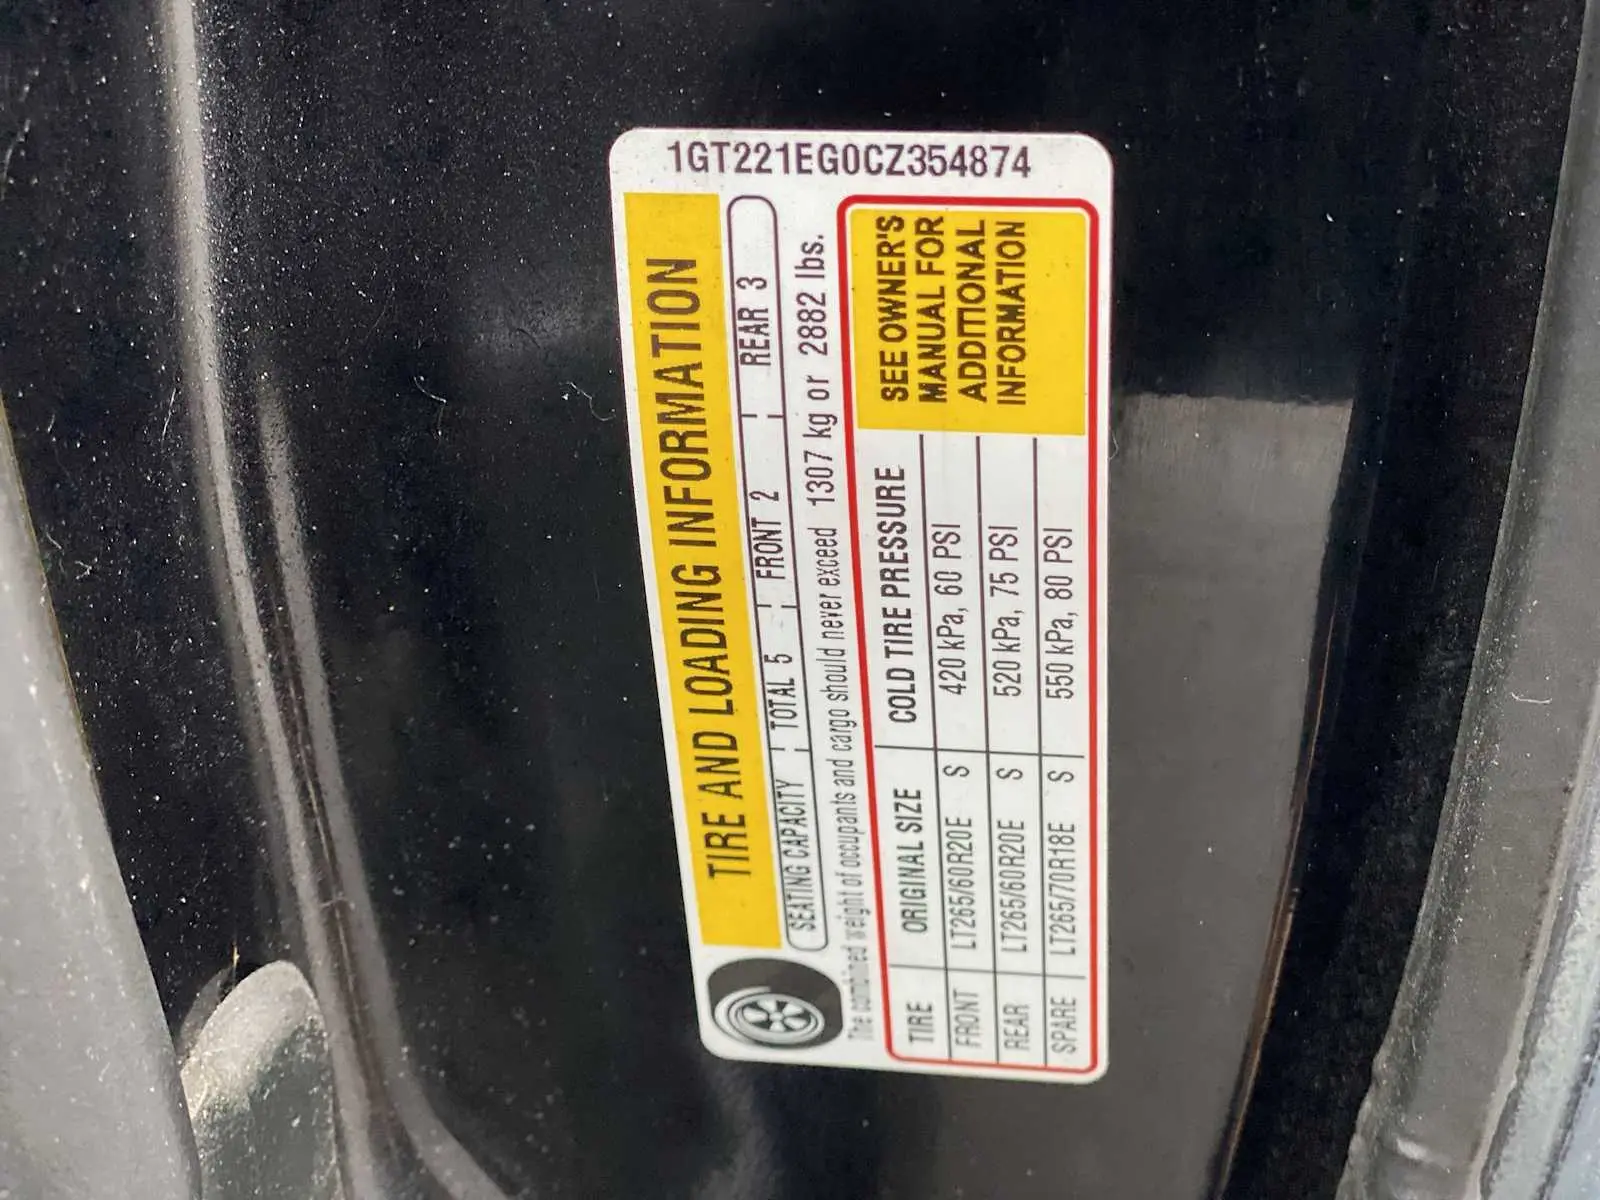 1GT221EG0CZ354874
TIRE AND LOADING INFORMATION
SEATING CAPACITY TOTAL 5 FRONT 2 REAR 3
The combined weight of occupants and cargo should never exceed 1307 kg or 2882 lbs.
TIRE ORIGINAL SIZE COLD TIRE PRESSURE
FRONT LT265/60R20E S 420 kPa, 60 PSI
REAR LT265/60R20E S 520 kPa, 75 PSI
SPARE LT265/70R18E S 550 kPa, 80 PSI
SEE OWNER'S
MANUAL FOR
ADDITIONAL
INFORMATION